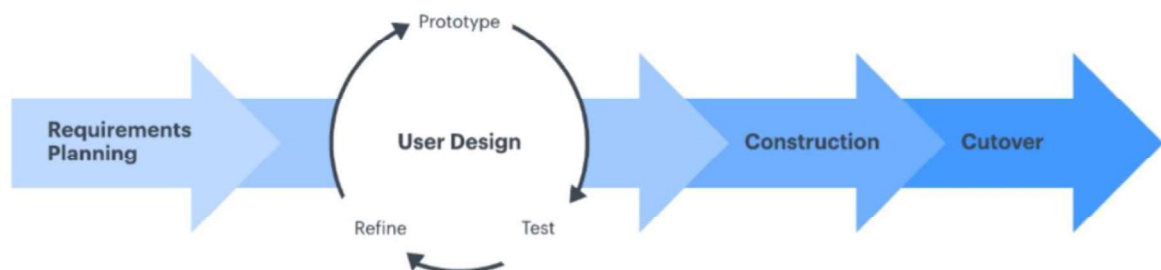 Prototype
Requirements
Planning
User Design
Construction
Cutover
Refine
Test